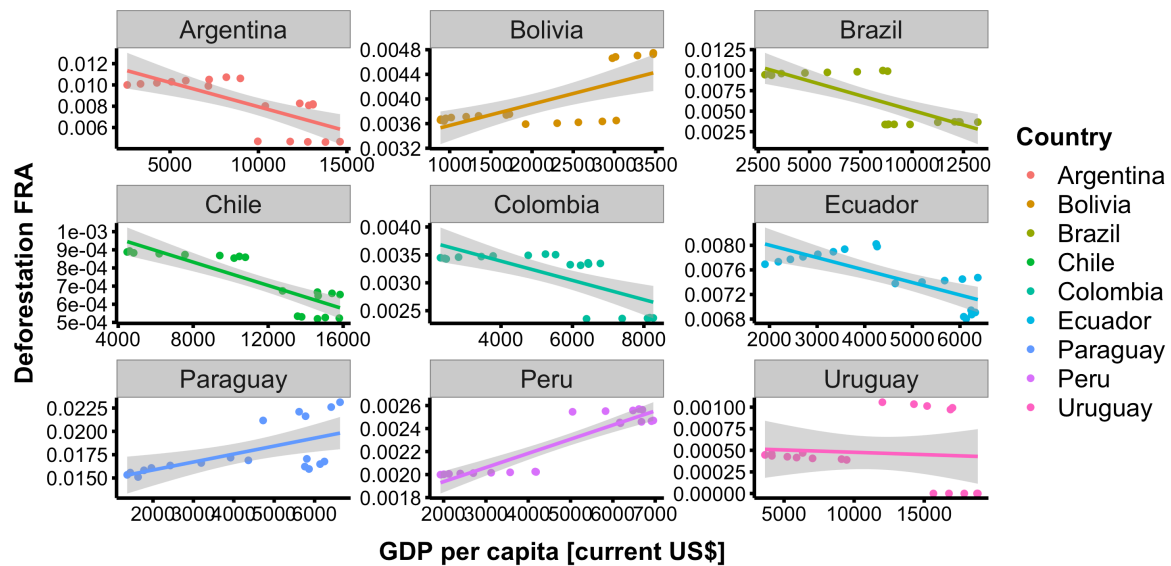 Argentina
Bolivia
Brazil
0.012
0.010
0.008
0.006
5000 10000 15000
0.0048
0.0044
0.0040
0.0036
0.0032
1000 1500 2000 2500 3000 3500
0.0125
0.0100
0.0075
0.0050
0.0025
2500 5000 7500 10000 12500
Chile
Colombia
Ecuador
1e-03
9e-04
8e-04
7e-04
6e-04
5e-04
4000 8000 12000 16000
0.0040
0.0035
0.0030
0.0025
4000 6000 8000
0.0080
0.0076
0.0072
0.0068
2000 3000 4000 5000 6000
Paraguay
Peru
Uruguay
0.0225
0.0200
0.0175
0.0150
2000 3000 4000 5000 6000
0.0026
0.0024
0.0022
0.0020
0.0018
2000 3000 4000 5000 6000 7000
0.00100
0.00075
0.00050
0.00025
0.00000
5000 10000 15000
Deforestation FRA
GDP per capita [current US$]
Country
Argentina
Bolivia
Brazil
Chile
Colombia
Ecuador
Paraguay
Peru
Uruguay